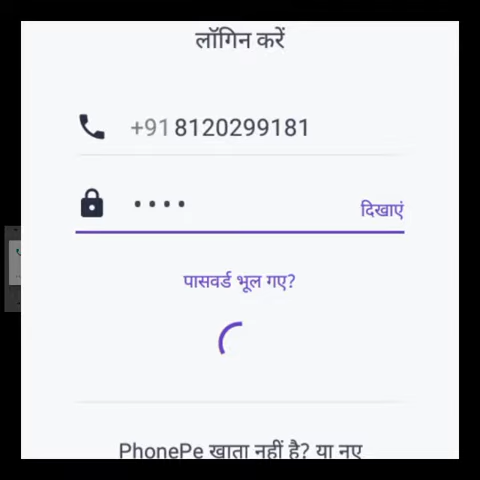 लॉगिन करें
+91 8120299181
••••
दिखाएं
पासवर्ड भूल गए?
PhonePe खाता नहीं है? या नए